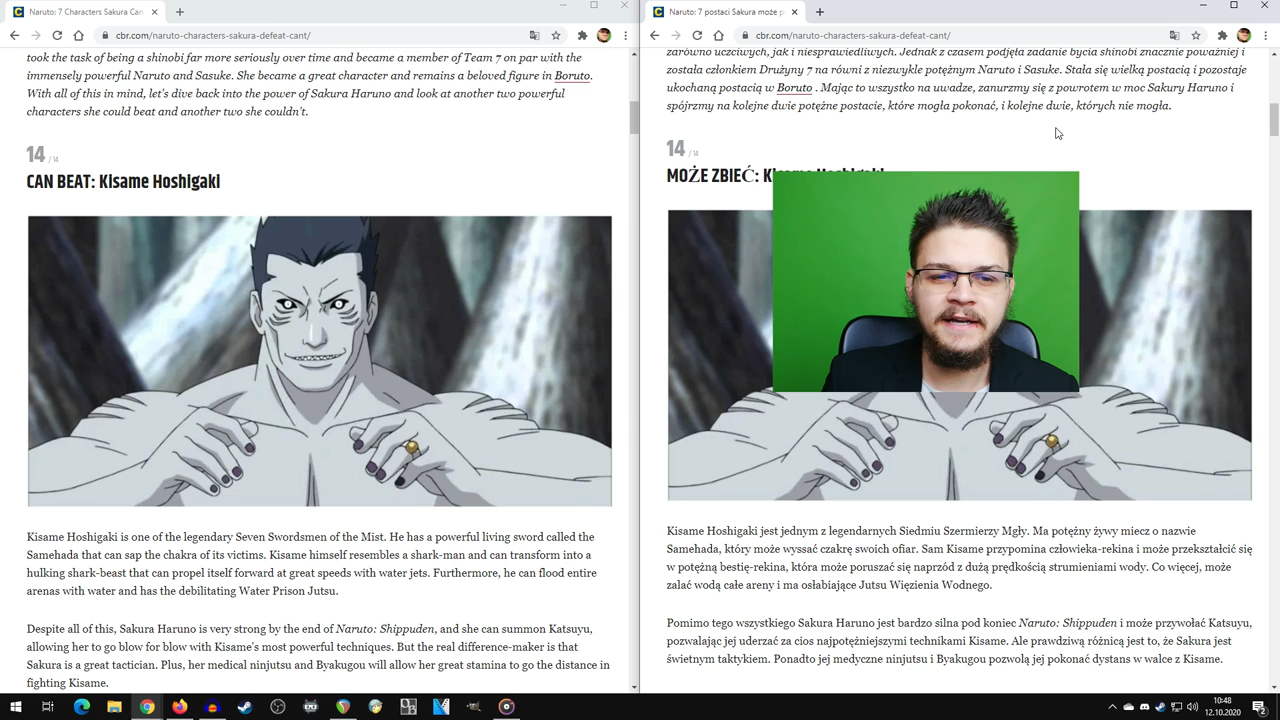 Naruto: 7 Characters Sakura Can
cbr.com/naruto-characters-sakura-defeat-cant/
took the task of being a shinobi far more seriously over time and became a member of Team 7 on par with the
immensely powerful Naruto and Sasuke. She became a great character and remains a beloved figure in Boruto.
With all of this in mind, let's dive back into the power of Sakura Haruno and look at another two powerful
characters she could beat and another two she couldn't.
14 / 14
CAN BEAT: Kisame Hoshigaki
Kisame Hoshigaki is one of the legendary Seven Swordsmen of the Mist. He has a powerful living sword called the
Samehada that can sap the chakra of its victims. Kisame himself resembles a shark-man and can transform into a
hulking shark-beast that can propel itself forward at great speeds with water jets. Furthermore, he can flood entire
arenas with water and has the debilitating Water Prison Jutsu.
Despite all of this, Sakura Haruno is very strong by the end of Naruto: Shippuden, and she can summon Katsuyu,
allowing her to go blow for blow with Kisame's most powerful techniques. But the real difference-maker is that
Sakura is a great tactician. Plus, her medical ninjutsu and Byakugou will allow her great stamina to go the distance in
fighting Kisame.
Naruto: 7 postaci Sakura może p
cbr.com/naruto-characters-sakura-defeat-cant/
zarówno uczciwych, jak i niesprawiedliwych. Jednak z czasem podjęła zadanie bycia shinobi znacznie poważniej i
została członkiem Drużyny 7 na równi z niezwykle potężnym Naruto i Sasuke. Stała się wielką postacią i pozostaje
ukochaną postacią w Boruto . Mając to wszystko na uwadze, zanurzmy się z powrotem w moc Sakury Haruno i
spójrzmy na kolejne dwie potężne postacie, które mogła pokonać, i kolejne dwie, których nie mogła.
14 / 14
MOŻE ZBIEĆ: Kisame Hoshigaki
Kisame Hoshigaki jest jednym z legendarnych Siedmiu Szermierzy Mgły. Ma potężny żywy miecz o nazwie
Samehada, który może wyssać czakrę swoich ofiar. Sam Kisame przypomina człowieka-rekina i może przekształcić się
w potężną bestię-rekina, która może poruszać się naprzód z dużą prędkością strumieniami wody. Co więcej, może
zalać wodą całe areny i ma osłabiające Jutsu Więzienia Wodnego.
Pomimo tego wszystkiego Sakura Haruno jest bardzo silna pod koniec Naruto: Shippuden i może przywołać Katsuyu,
pozwalając jej uderzać za cios najpotężniejszymi technikami Kisame. Ale prawdziwą różnicą jest to, że Sakura jest
świetnym taktykiem. Ponadto jej medyczne ninjutsu i Byakugou pozwolą jej pokonać dystans w walce z Kisame.
10:48
12.10.2020
2